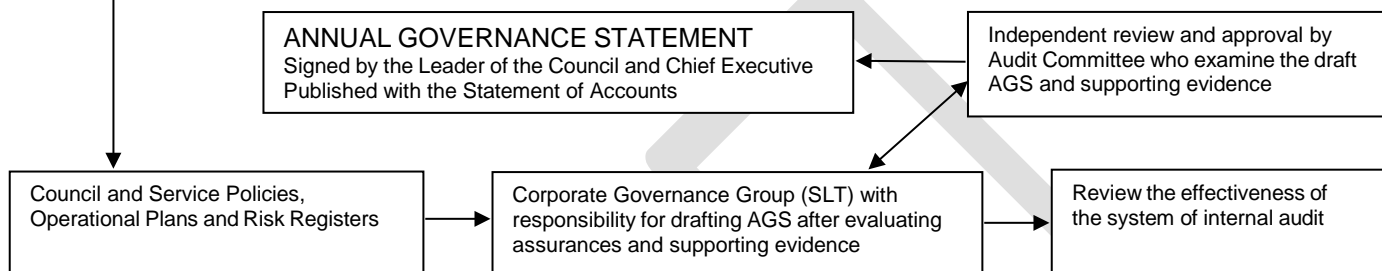 ANNUAL GOVERNANCE STATEMENT
Signed by the Leader of the Council and Chief Executive
Published with the Statement of Accounts
Independent review and approval by
Audit Committee who examine the draft
AGS and supporting evidence
Council and Service Policies,
Operational Plans and Risk Registers
Corporate Governance Group (SLT) with
responsibility for drafting AGS after evaluating
assurances and supporting evidence
Review the effectiveness of
the system of internal audit